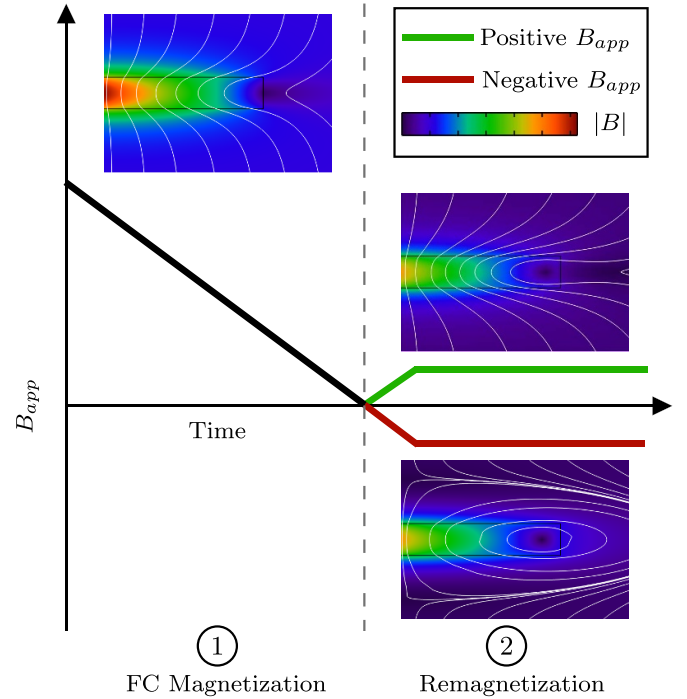 Positive B_app
Negative B_app
|B|
B_app
Time
1
2
FC Magnetization
Remagnetization